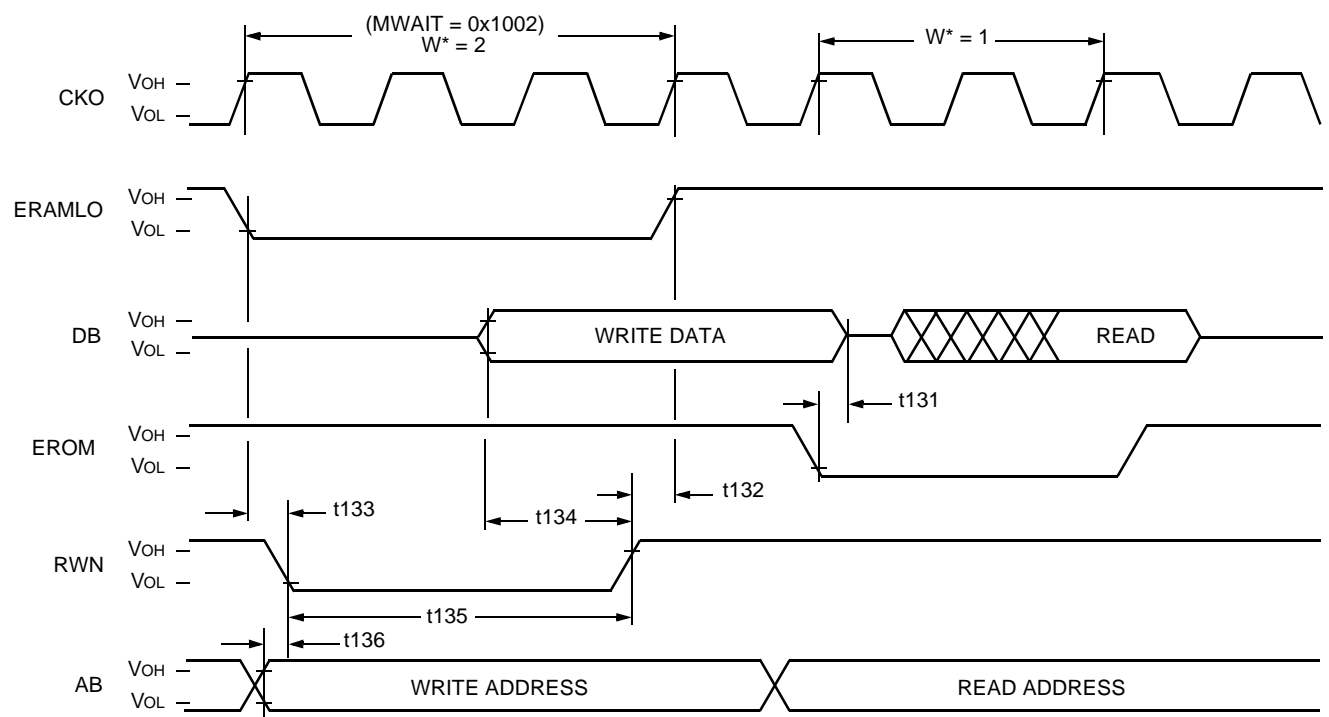 (MWAIT = 0x1002)
W* = 2
W* = 1
CKO
VOH
VOL
ERAMLO
VOH
VOL
DB
VOH
VOL
WRITE DATA
READ
t131
EROM
VOH
VOL
t132
t133
t134
RWN
VOH
VOL
t135
t136
AB
VOH
VOL
WRITE ADDRESS
READ ADDRESS